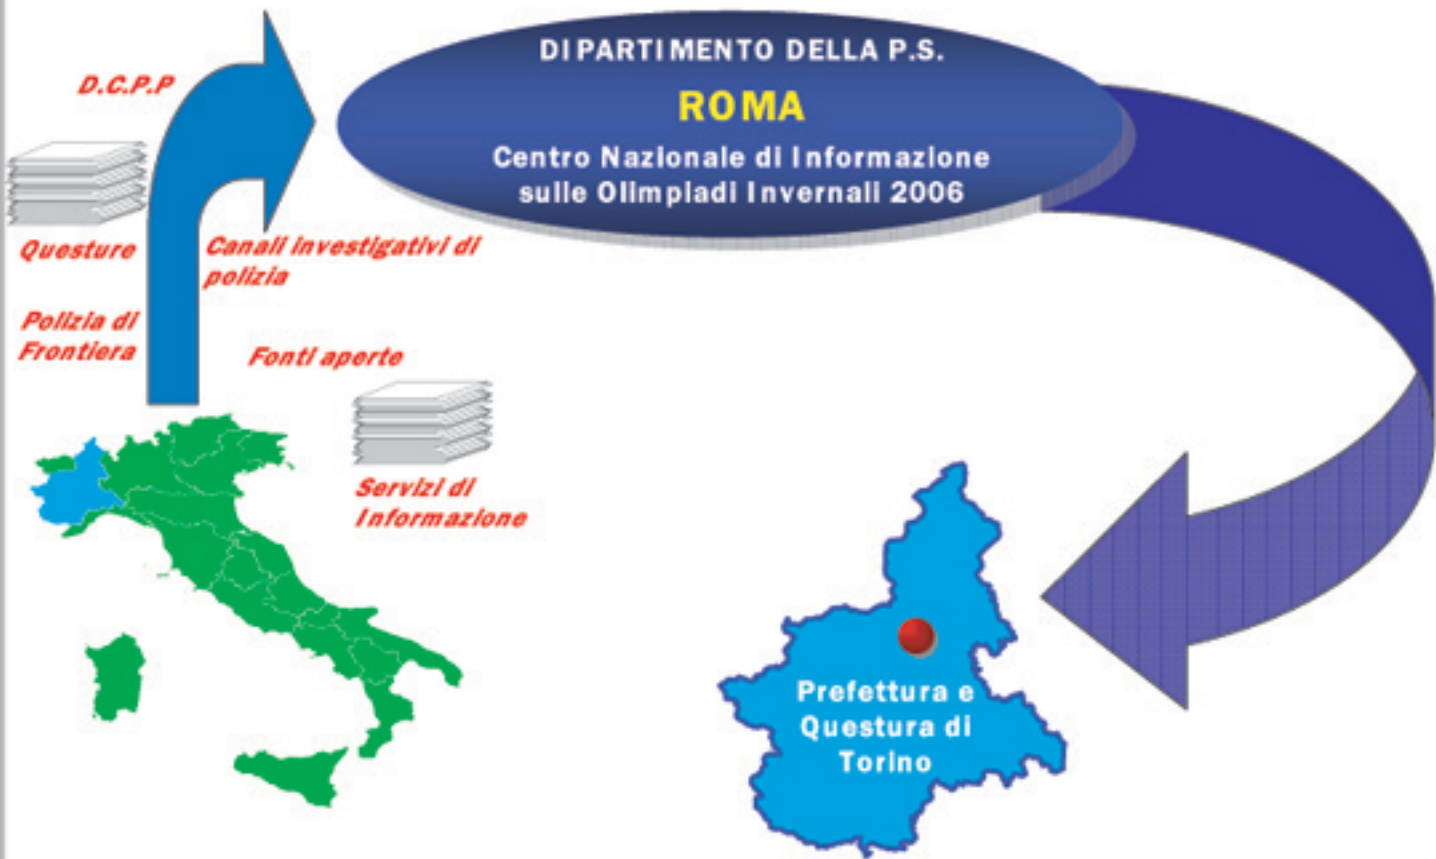 DIPARTIMENTO DELLA P.S.
ROMA
Centro Nazionale di Informazione
sulle Olimpiadi Invernali 2006
D.C.P.P
Questure
Canali investigativi di
polizia
Polizia di
Frontiera
Fonti aperte
Servizi di
Informazione
Prefettura e
Questura di
Torino